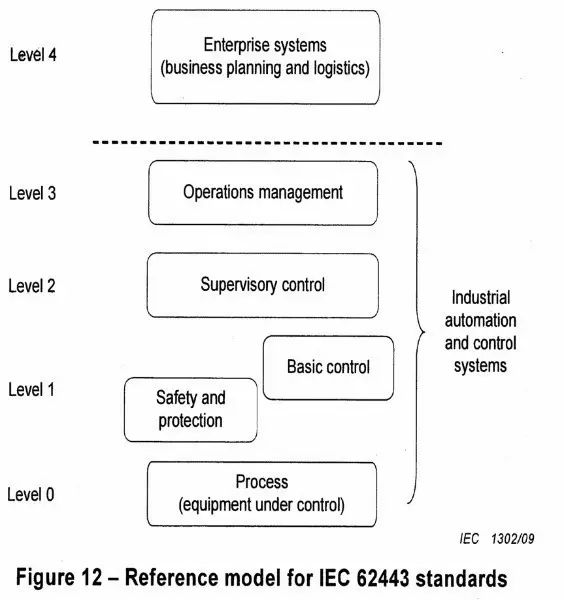 Level 4
Enterprise systems
(business planning and logistics)
Level 3
Operations management
Level 2
Supervisory control
Industrial
automation
and control
systems
Basic control
Level 1
Safety and
protection
Level 0
Process
(equipment under control)
IEC 1302/09
Figure 12 – Reference model for IEC 62443 standards